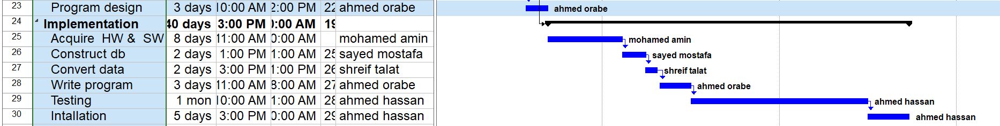 23 Program design 3 days 10:00 AM 2:00 PM 22 ahmed orabe ahmed orabe
24 Implementation 40 days 3:00 PM 0:00 AM 19
25 Acquire HW & SW 8 days 11:00 AM 0:00 AM mohamed amin mohamed amin
26 Construct db 2 days 1:00 PM 1:00 AM 25 sayed mostafa sayed mostafa
27 Convert data 2 days 3:00 PM 1:00 PM 26 shreif talat shreif talat
28 Write program 3 days 11:00 AM 8:00 AM 27 ahmed orabe ahmed orabe
29 Testing 1 mon 10:00 AM 1:00 AM 28 ahmed hassan ahmed hassan
30 Intallation 5 days 3:00 PM 0:00 AM 29 ahmed hassan ahmed hassan